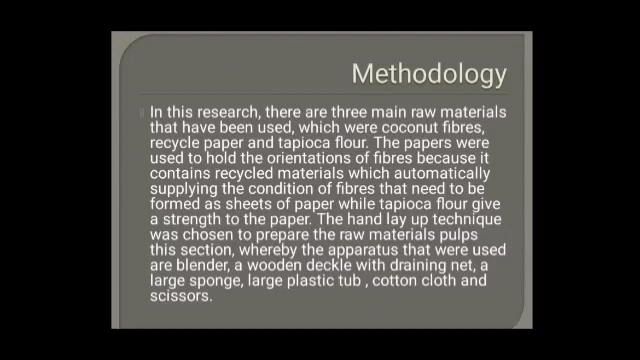 Methodology
In this research, there are three main raw materials
that have been used, which were coconut fibres,
recycle paper and tapioca flour. The papers were
used to hold the orientations of fibres because it
contains recycled materials which automatically
supplying the condition of fibres that need to be
formed as sheets of paper while tapioca flour give
a strength to the paper. The hand lay up technique
was chosen to prepare the raw materials pulps
this section, whereby the apparatus that were used
are blender, a wooden deckle with draining net, a
large sponge, large plastic tub , cotton cloth and
scissors.